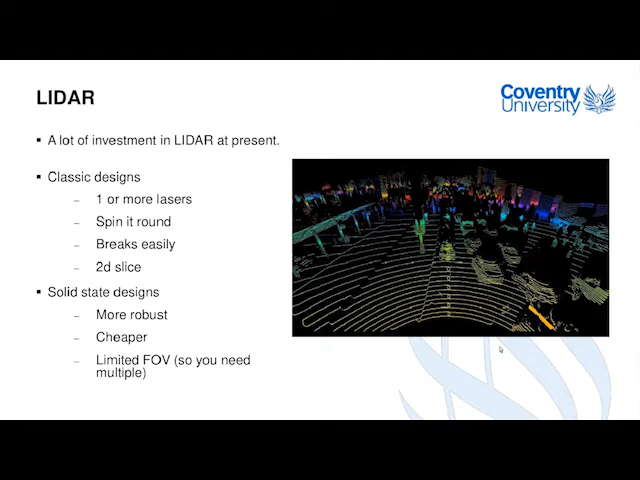 LIDAR
Coventry
University
▪ A lot of investment in LIDAR at present.
▪ Classic designs
– 1 or more lasers
– Spin it round
– Breaks easily
– 2d slice
▪ Solid state designs
– More robust
– Cheaper
– Limited FOV (so you need
multiple)